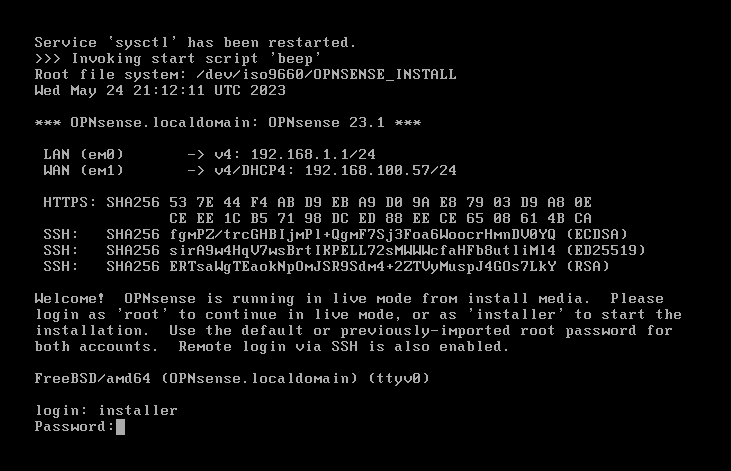 Service 'sysctl' has been restarted.
>>> Invoking start script 'beep'
Root file system: /dev/iso9660/OPNSENSE_INSTALL
Wed May 24 21:12:11 UTC 2023
*** OPNsense.localdomain: OPNsense 23.1 ***
LAN (em0)       -> v4: 192.168.1.1/24
WAN (em1)       -> v4/DHCP4: 192.168.100.57/24
HTTPS: SHA256 53 7E 44 F4 AB D9 EB A9 D0 9A E8 79 03 D9 A8 0E
CE EE 1C B5 71 98 DC ED 88 EE CE 65 08 61 4B CA
SSH:   SHA256 fgmPZ/trcGHBIjmPl+QgmF7Sj3Foa6WoocrHmnDV0YQ (ECDSA)
SSH:   SHA256 sirA9w4HqV7wsBrtIKPELL72sMWWWcfaHFb8utliMl4 (ED25519)
SSH:   SHA256 ERTsaWgTEaokNpOmJSR9Sdm4+2ZTVyMuspJ4GOs7LkY (RSA)
Welcome!  OPNsense is running in live mode from install media.  Please
login as 'root' to continue in live mode, or as 'installer' to start the
installation.  Use the default or previously-imported root password for
both accounts.  Remote login via SSH is also enabled.
FreeBSD/amd64 (OPNsense.localdomain) (ttyv0)
login: installer
Password: